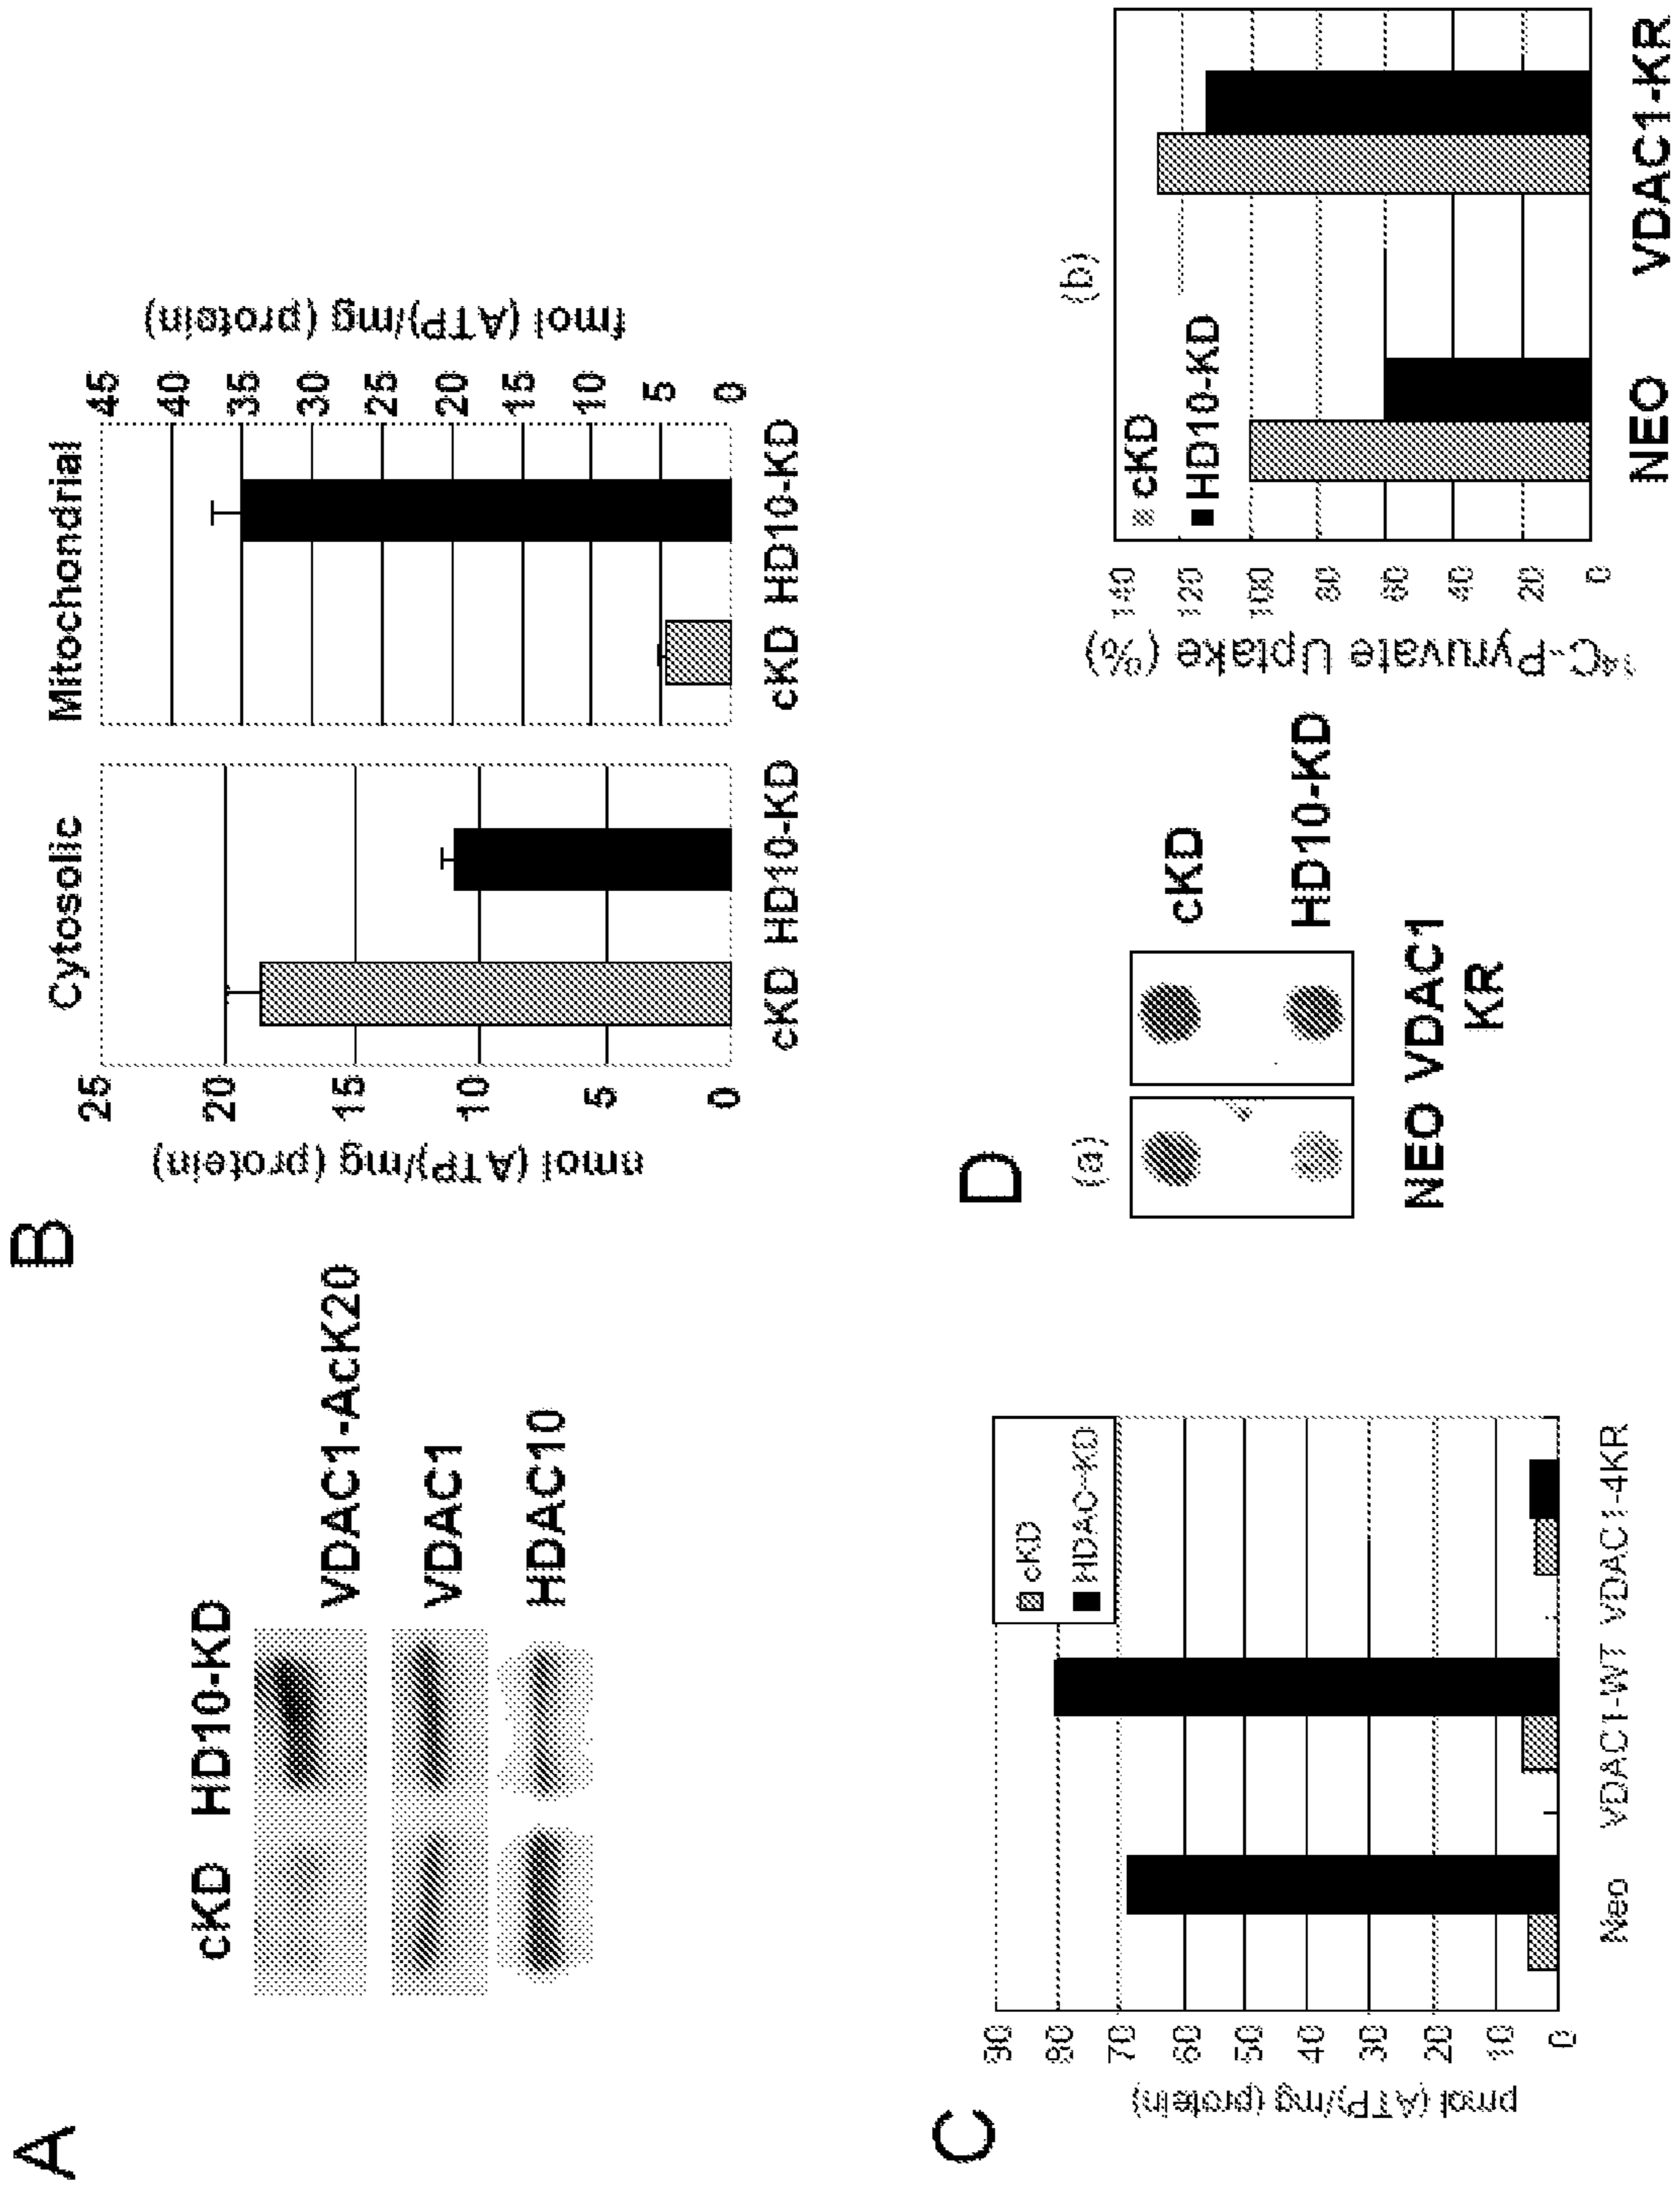 A
cKD HD10-KD
VDAC1-AcK20
VDAC1
HDAC10
B
Cytosolic
Mitochondrial
nmol (ATP)/mg (protein)
25
20
15
10
5
0
cKD HD10-KD
45
40
35
30
25
20
15
10
5
0
fmol (ATP)/mg (protein)
cKD HD10-KD
C
pmol (ATP)/mg (protein)
90
80
70
60
50
40
30
20
10
0
cKD
HDAC-KD
Neo VDAC1-WT VDAC1-4KR
D
(a)
cKD
HD10-KD
NEO VDAC1
KR
(b)
¹⁴C-Pyruvate Uptake (%)
140
120
100
80
60
40
20
0
cKD
HD10-KD
NEO VDAC1-KR